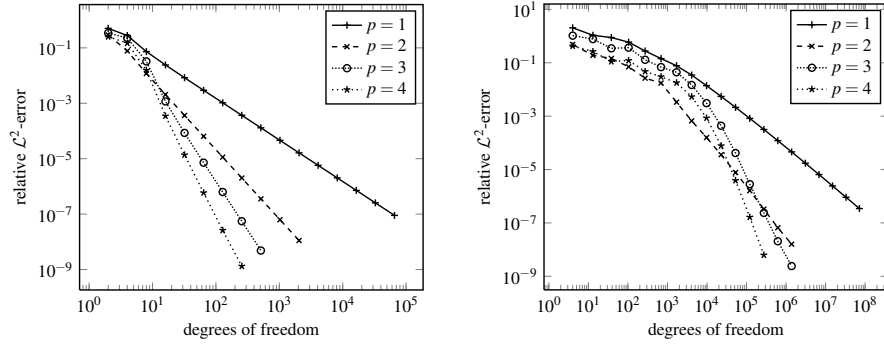 10^{-1}
10^{-3}
10^{-5}
10^{-7}
10^{-9}
relative 𝓛²-error
10^0 10^1 10^2 10^3 10^4 10^5
degrees of freedom
p = 1
p = 2
p = 3
p = 4
10^1
10^{-1}
10^{-3}
10^{-5}
10^{-7}
10^{-9}
relative 𝓛²-error
10^0 10^1 10^2 10^3 10^4 10^5 10^6 10^7 10^8
degrees of freedom
p = 1
p = 2
p = 3
p = 4